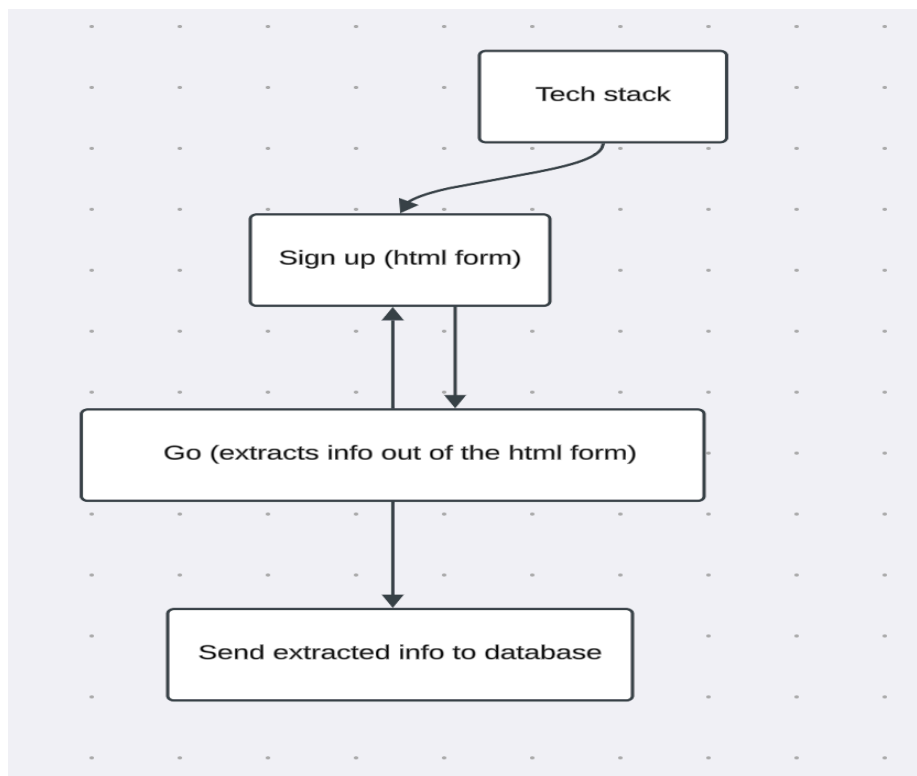 Tech stack
Sign up (html form)
Go (extracts info out of the html form)
Send extracted info to database